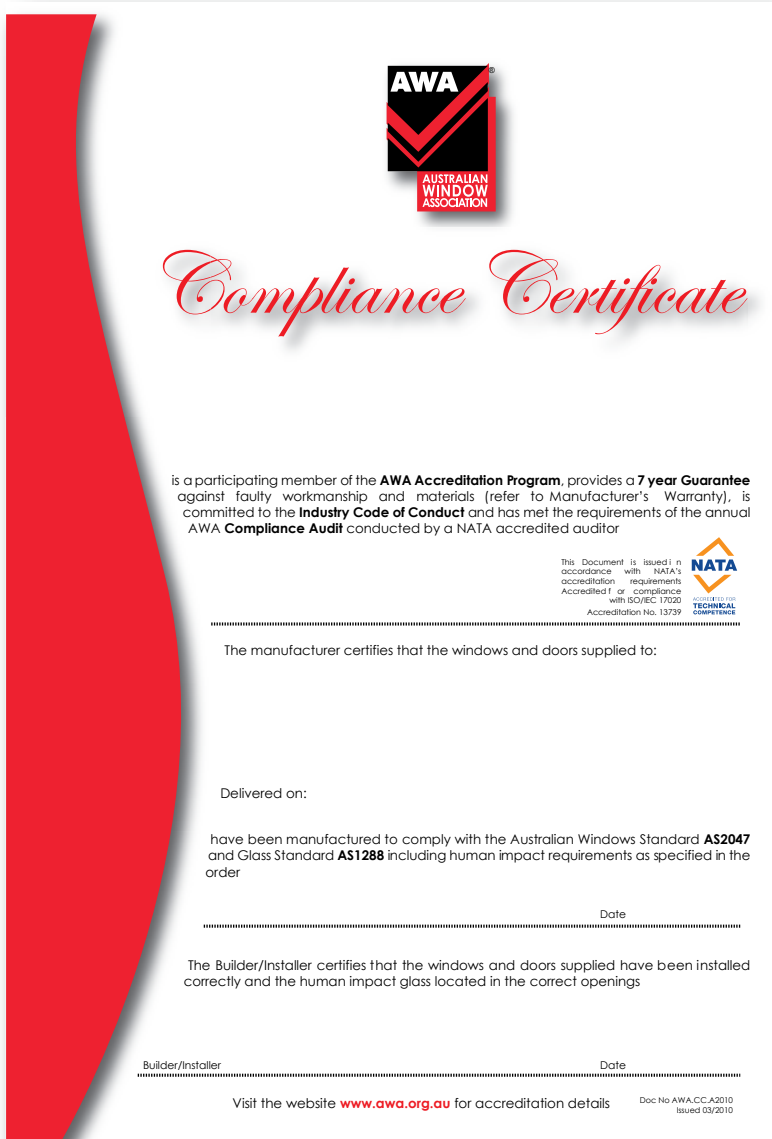 AWA®
AUSTRALIAN
WINDOW
ASSOCIATION
Compliance Certificate
is a participating member of the AWA Accreditation Program, provides a 7 year Guarantee
against faulty workmanship and materials (refer to Manufacturer's Warranty), is
committed to the Industry Code of Conduct and has met the requirements of the annual
AWA Compliance Audit conducted by a NATA accredited auditor
This Document is issued i n
accordance with NATA's
accreditation requirements
Accredited f or compliance
with ISO/IEC 17020
Accreditation No. 13739
NATA
ACCREDITED FOR
TECHNICAL
COMPETENCE
The manufacturer certifies that the windows and doors supplied to:
Delivered on:
have been manufactured to comply with the Australian Windows Standard AS2047
and Glass Standard AS1288 including human impact requirements as specified in the
order
Date
The Builder/Installer certifies that the windows and doors supplied have been installed
correctly and the human impact glass located in the correct openings
Builder/Installer Date
Visit the website www.awa.org.au for accreditation details
Doc No AWA.CC.A2010
Issued 03/2010